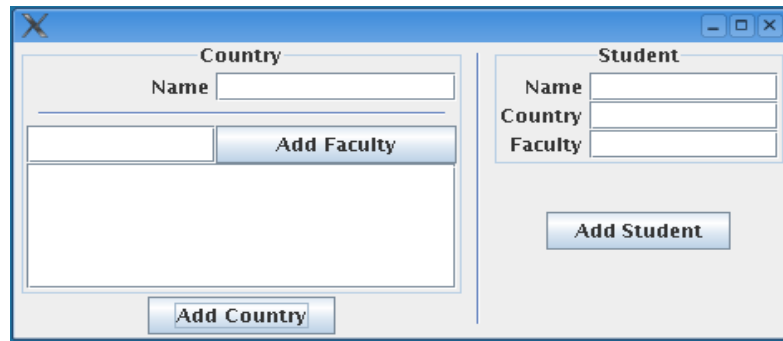 Country
Name
Add Faculty
Add Country
Student
Name
Country
Faculty
Add Student